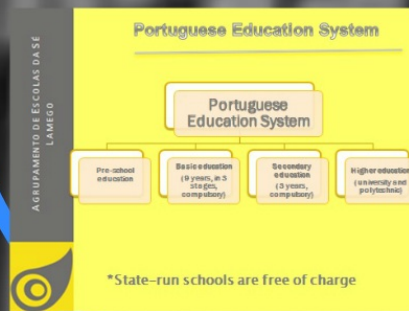 Portuguese Education System
AGRUPAMENTO DE ESCOLAS DA SÉ
LAMEGO
Portuguese
Education System
Pre-school
education
Basic education
(9 years, in 3
stages,
compulsory)
Secondary
education
(3 years,
compulsory)
Higher education
(university and
polytechnic)
*State-run schools are free of charge